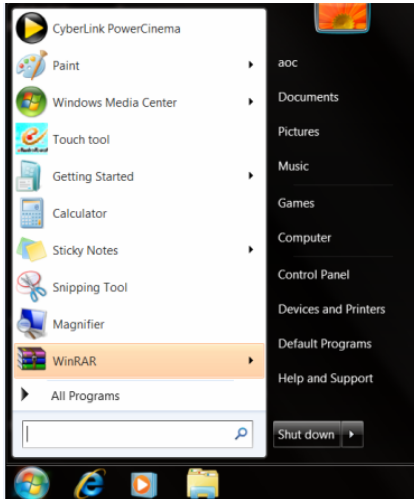 CyberLink PowerCinema
Paint
Windows Media Center
Touch tool
Getting Started
Calculator
Sticky Notes
Snipping Tool
Magnifier
WinRAR
All Programs
aoc
Documents
Pictures
Music
Games
Computer
Control Panel
Devices and Printers
Default Programs
Help and Support
Shut down